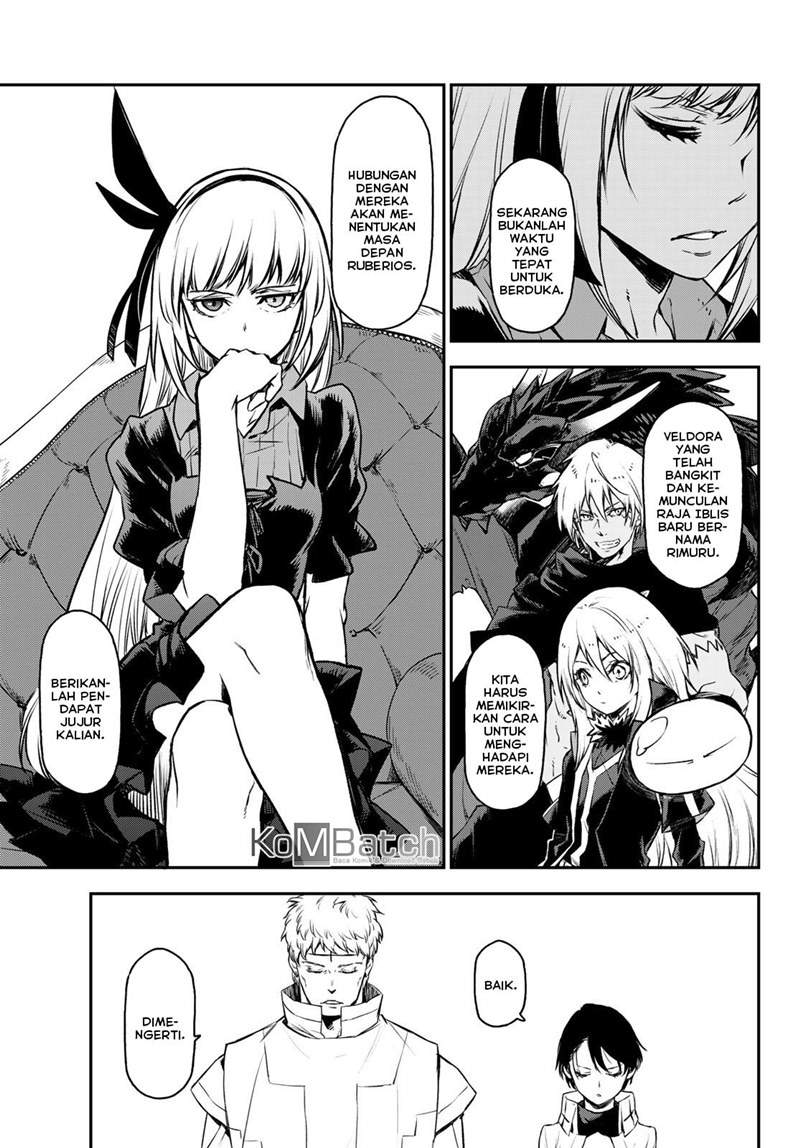 SEKARANG
BUKANLAH
WAKTU
YANG
TEPAT
UNTUK
BERDUKA.
VELDORA
YANG
TELAH
BANGKIT
DAN KE-
MUNCULAN
RAJA IBLIS
BARU BER-
NAMA
RIMURU.
KITA
HARUS
MEMIKIR-
KAN CARA
UNTUK
MENG-
HADAPI
MEREKA.
HUBUNGAN
DENGAN
MEREKA
AKAN ME-
NENTUKAN
MASA
DEPAN
RUBERIOS.
BERIKAN-
LAH PEN-
DAPAT
JUJUR
KALIAN.
KoMBatch
BAIK.
DIME-
NGERTI.